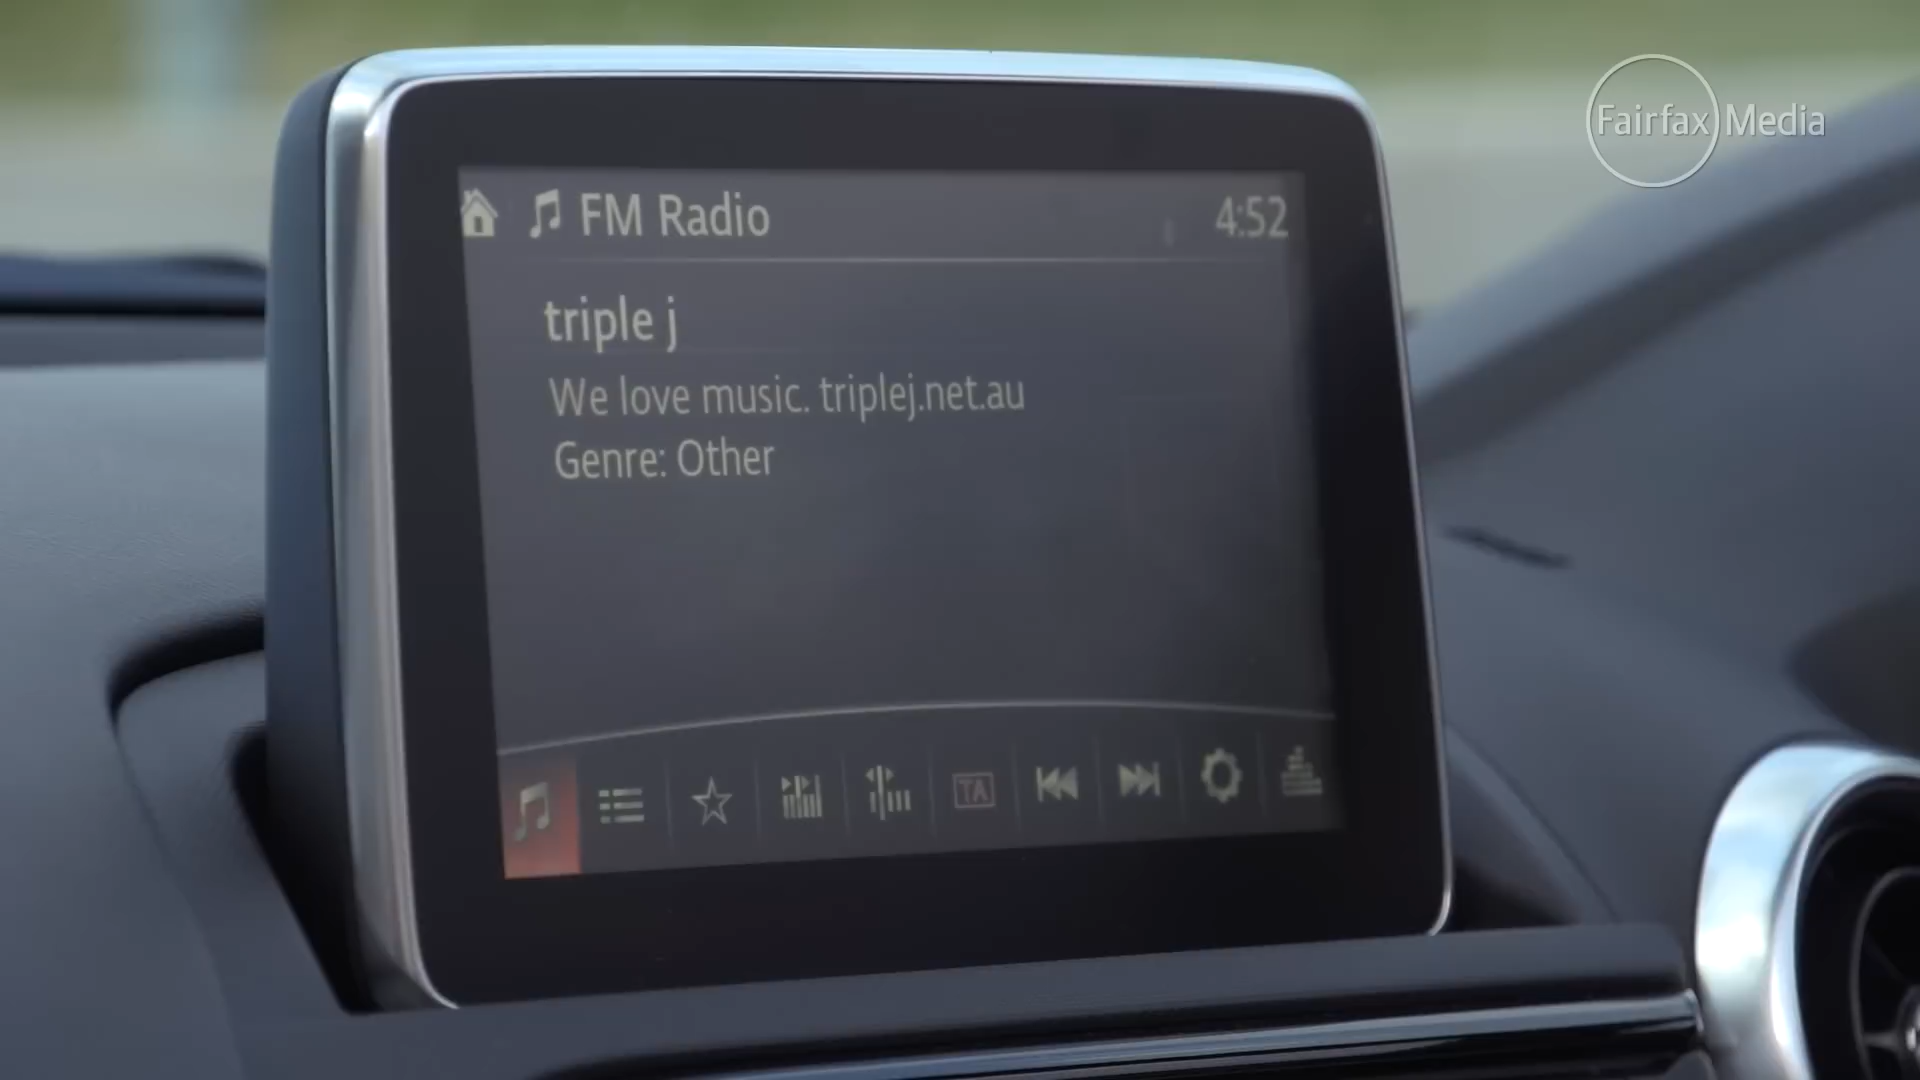 Fairfax Media
FM Radio 4:52
triple j
We love music. triplej.net.au
Genre: Other
TA